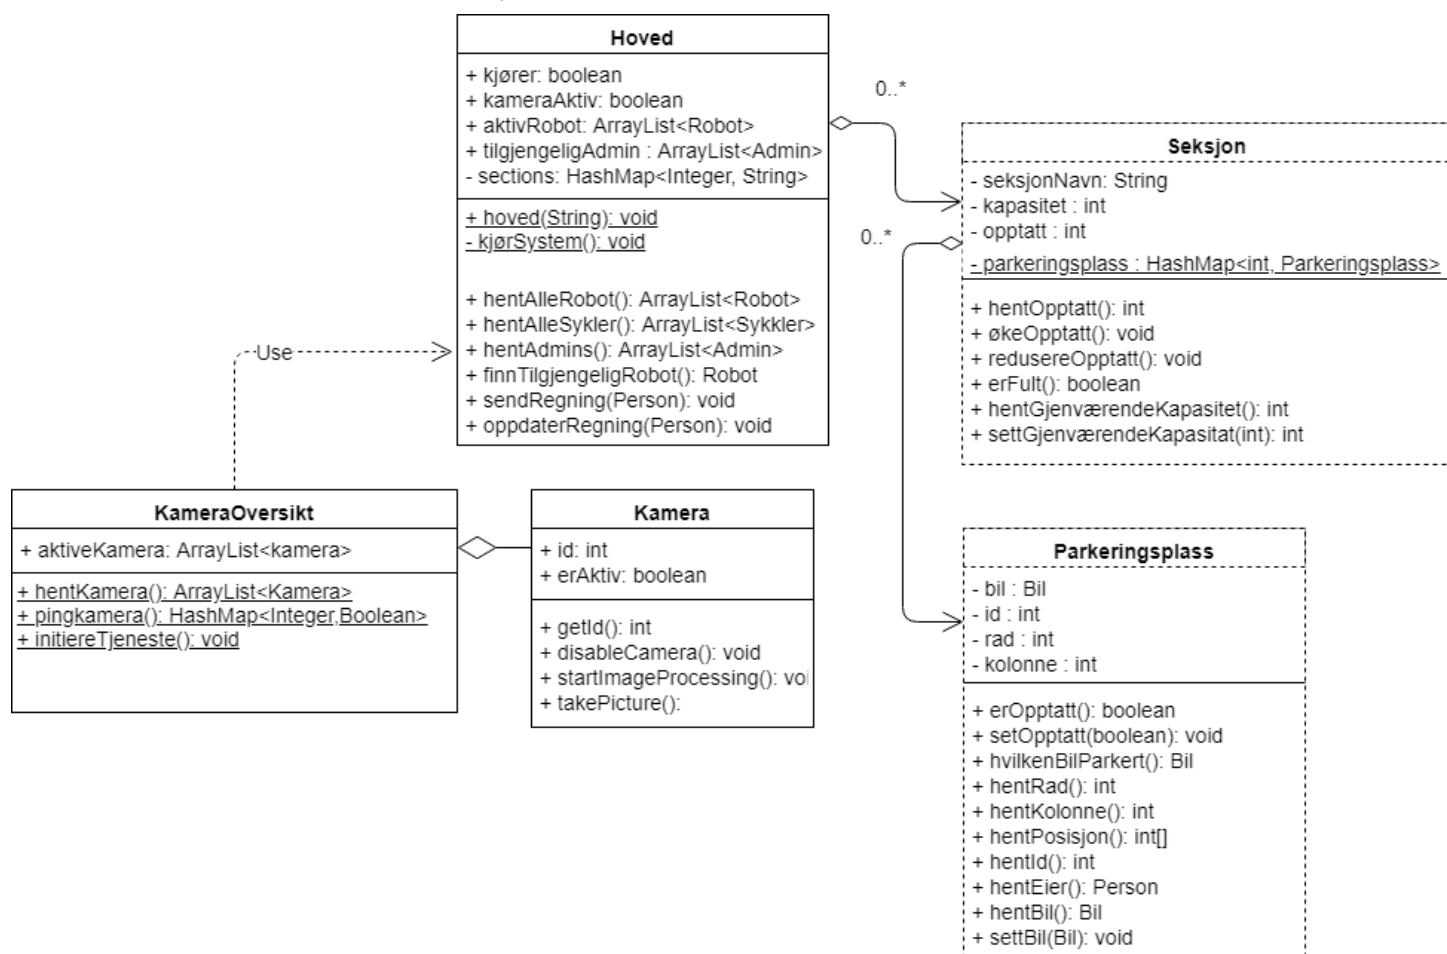 Hoved
+ kjører: boolean
+ kameraAktiv: boolean
+ aktivRobot: ArrayList<Robot>
+ tilgjengeligAdmin : ArrayList<Admin>
- sections: HashMap<Integer, String>
+ hoved(String): void
- kjørSystem(): void
+ hentAlleRobot(): ArrayList<Robot>
+ hentAlleSykler(): ArrayList<Sykkler>
+ hentAdmins(): ArrayList<Admin>
+ finnTilgjengeligRobot(): Robot
+ sendRegning(Person): void
+ oppdaterRegning(Person): void
0..*
Seksjon
- seksjonNavn: String
- kapasitet : int
- opptatt : int
- parkeringsplass : HashMap<int, Parkeringsplass>
+ hentOpptatt(): int
+ økeOpptatt(): void
+ redusereOpptatt(): void
+ erFult(): boolean
+ hentGjenværendeKapasitet(): int
+ settGjenværendeKapasitat(int): int
0..*
Use
KameraOversikt
+ aktiveKamera: ArrayList<kamera>
+ hentKamera(): ArrayList<Kamera>
+ pingkamera(): HashMap<Integer,Boolean>
+ initiereTjeneste(): void
Kamera
+ id: int
+ erAktiv: boolean
+ getId(): int
+ disableCamera(): void
+ startImageProcessing(): voi
+ takePicture():
Parkeringsplass
- bil : Bil
- id : int
- rad : int
- kolonne : int
+ erOpptatt(): boolean
+ setOpptatt(boolean): void
+ hvilkenBilParkert(): Bil
+ hentRad(): int
+ hentKolonne(): int
+ hentPosisjon(): int[]
+ hentId(): int
+ hentEier(): Person
+ hentBil(): Bil
+ settBil(Bil): void